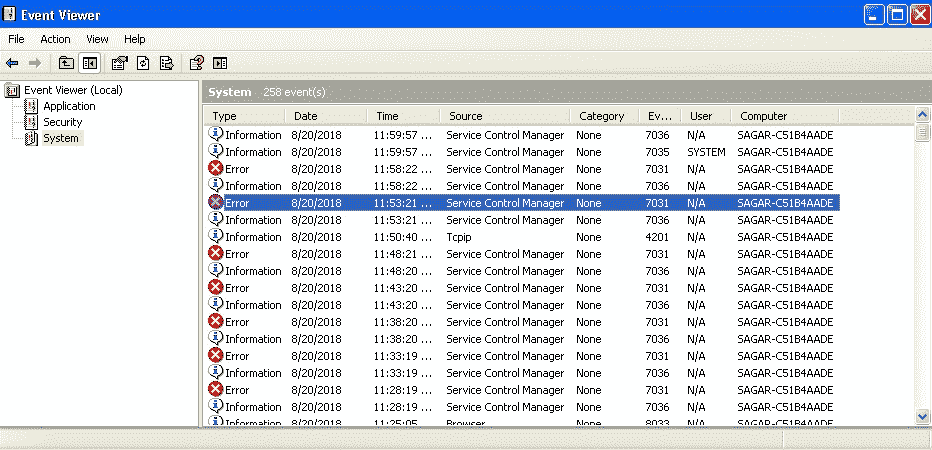 Event Viewer
File Action View Help
Event Viewer (Local)
Application
Security
System
System 258 event(s)
Type Date Time Source Category Ev... User Computer
Information 8/20/2018 11:59:57 ... Service Control Manager None 7036 N/A SAGAR-C51B4AADE
Information 8/20/2018 11:59:57 ... Service Control Manager None 7035 SYSTEM SAGAR-C51B4AADE
Error 8/20/2018 11:58:22 ... Service Control Manager None 7031 N/A SAGAR-C51B4AADE
Information 8/20/2018 11:58:22 ... Service Control Manager None 7036 N/A SAGAR-C51B4AADE
Error 8/20/2018 11:53:21 ... Service Control Manager None 7031 N/A SAGAR-C51B4AADE
Information 8/20/2018 11:53:21 ... Service Control Manager None 7036 N/A SAGAR-C51B4AADE
Information 8/20/2018 11:50:40 ... Tcpip None 4201 N/A SAGAR-C51B4AADE
Error 8/20/2018 11:48:21 ... Service Control Manager None 7031 N/A SAGAR-C51B4AADE
Information 8/20/2018 11:48:20 ... Service Control Manager None 7036 N/A SAGAR-C51B4AADE
Error 8/20/2018 11:43:20 ... Service Control Manager None 7031 N/A SAGAR-C51B4AADE
Information 8/20/2018 11:43:20 ... Service Control Manager None 7036 N/A SAGAR-C51B4AADE
Error 8/20/2018 11:38:20 ... Service Control Manager None 7031 N/A SAGAR-C51B4AADE
Information 8/20/2018 11:38:20 ... Service Control Manager None 7036 N/A SAGAR-C51B4AADE
Error 8/20/2018 11:33:19 ... Service Control Manager None 7031 N/A SAGAR-C51B4AADE
Information 8/20/2018 11:33:19 ... Service Control Manager None 7036 N/A SAGAR-C51B4AADE
Error 8/20/2018 11:28:19 ... Service Control Manager None 7031 N/A SAGAR-C51B4AADE
Information 8/20/2018 11:28:19 ... Service Control Manager None 7036 N/A SAGAR-C51B4AADE
Information 8/20/2018 11:25:05 ... Browser None 8033 N/A SAGAR-C51B4AADE